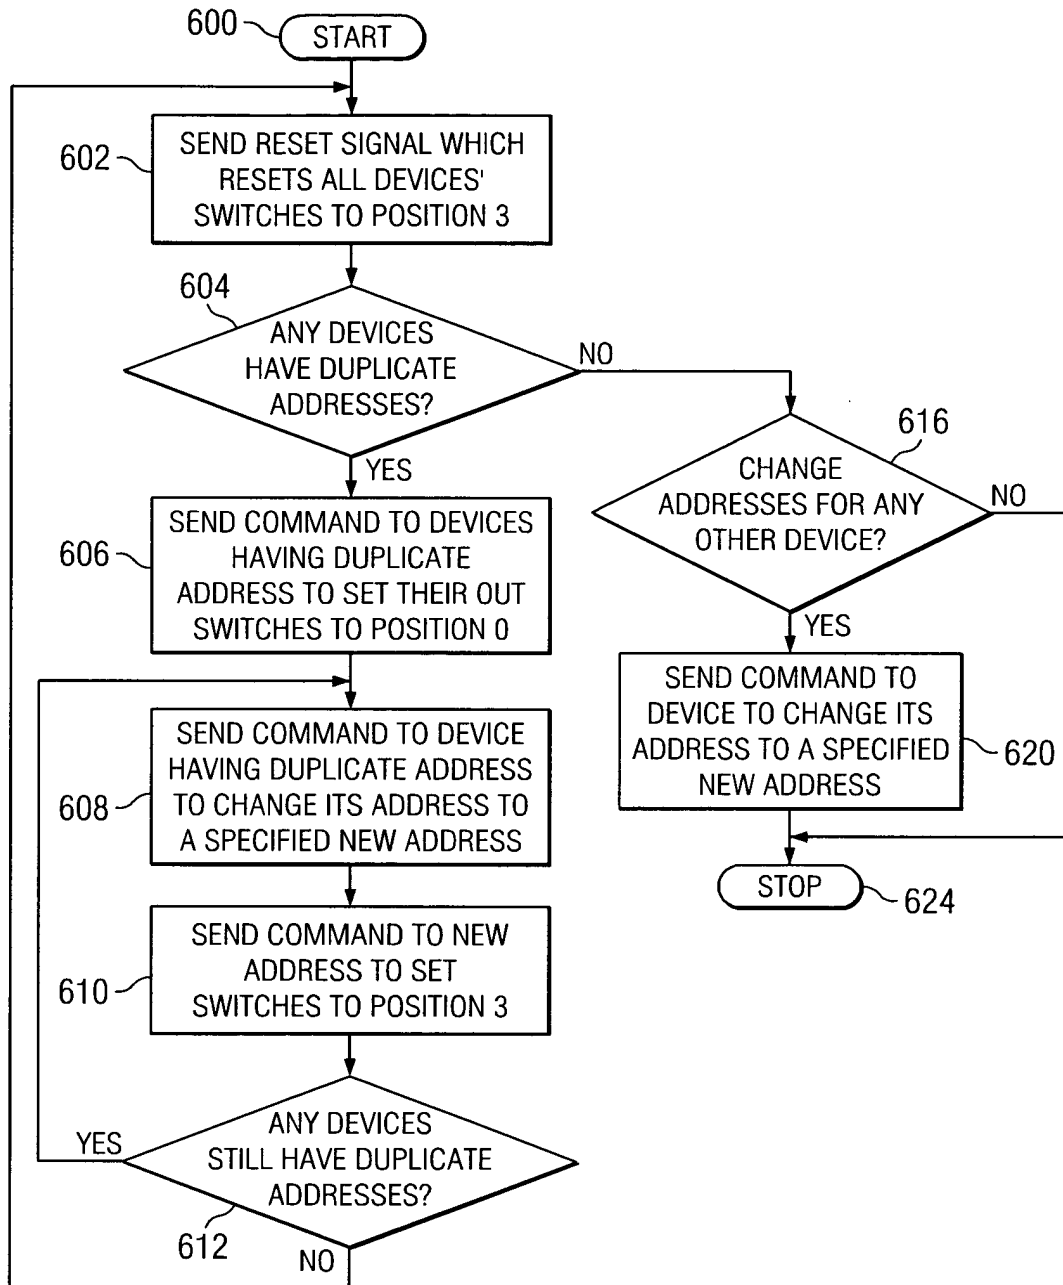 600
START
602
SEND RESET SIGNAL WHICH
RESETS ALL DEVICES'
SWITCHES TO POSITION 3
604
ANY DEVICES
HAVE DUPLICATE
ADDRESSES?
NO
YES
616
CHANGE
ADDRESSES FOR ANY
OTHER DEVICE?
NO
YES
606
SEND COMMAND TO DEVICES
HAVING DUPLICATE
ADDRESS TO SET THEIR OUT
SWITCHES TO POSITION 0
SEND COMMAND TO
DEVICE TO CHANGE ITS
ADDRESS TO A SPECIFIED
NEW ADDRESS
620
608
SEND COMMAND TO DEVICE
HAVING DUPLICATE ADDRESS
TO CHANGE ITS ADDRESS TO
A SPECIFIED NEW ADDRESS
STOP
624
610
SEND COMMAND TO NEW
ADDRESS TO SET
SWITCHES TO POSITION 3
YES
ANY DEVICES
STILL HAVE DUPLICATE
ADDRESSES?
612
NO